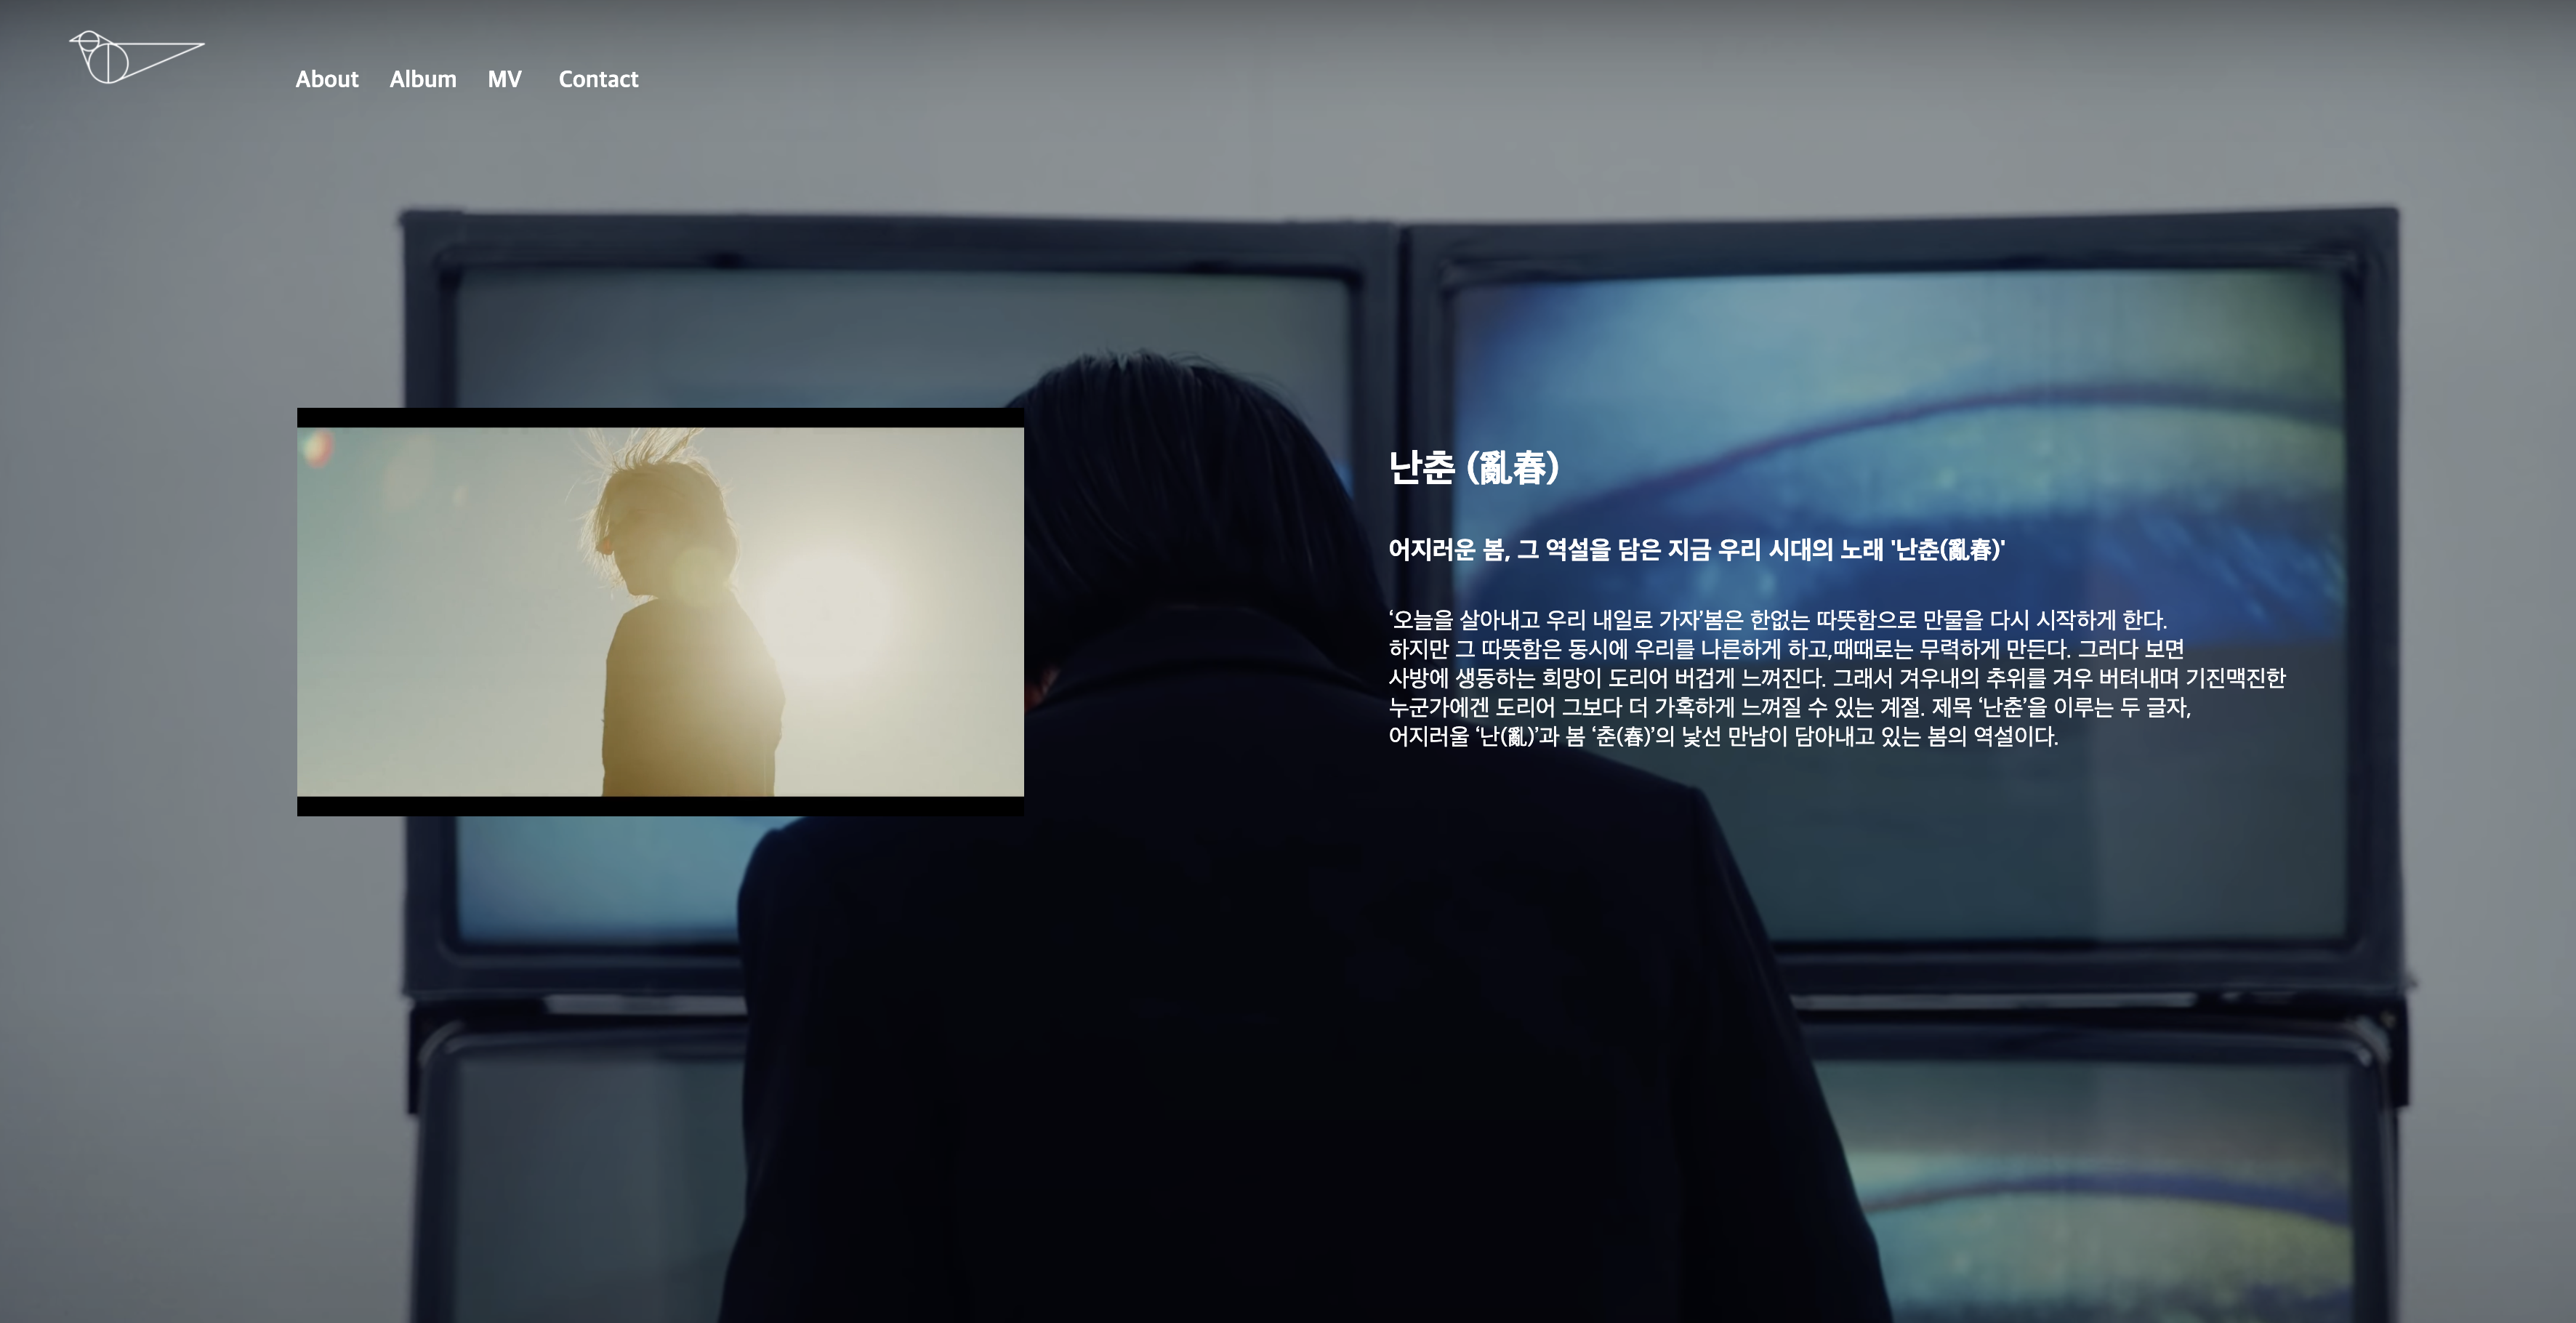 About Album MV Contact
난춘 (亂春)
어지러운 봄, 그 역설을 담은 지금 우리 시대의 노래 '난춘(亂春)'
‘오늘을 살아내고 우리 내일로 가자’봄은 한없는 따뜻함으로 만물을 다시 시작하게 한다.
하지만 그 따뜻함은 동시에 우리를 나른하게 하고,때때로는 무력하게 만든다. 그러다 보면
사방에 생동하는 희망이 도리어 버겁게 느껴진다. 그래서 겨우내의 추위를 겨우 버텨내며 기진맥진한
누군가에겐 도리어 그보다 더 가혹하게 느껴질 수 있는 계절. 제목 ‘난춘’을 이루는 두 글자,
어지러울 ‘난(亂)’과 봄 ‘춘(春)’의 낯선 만남이 담아내고 있는 봄의 역설이다.